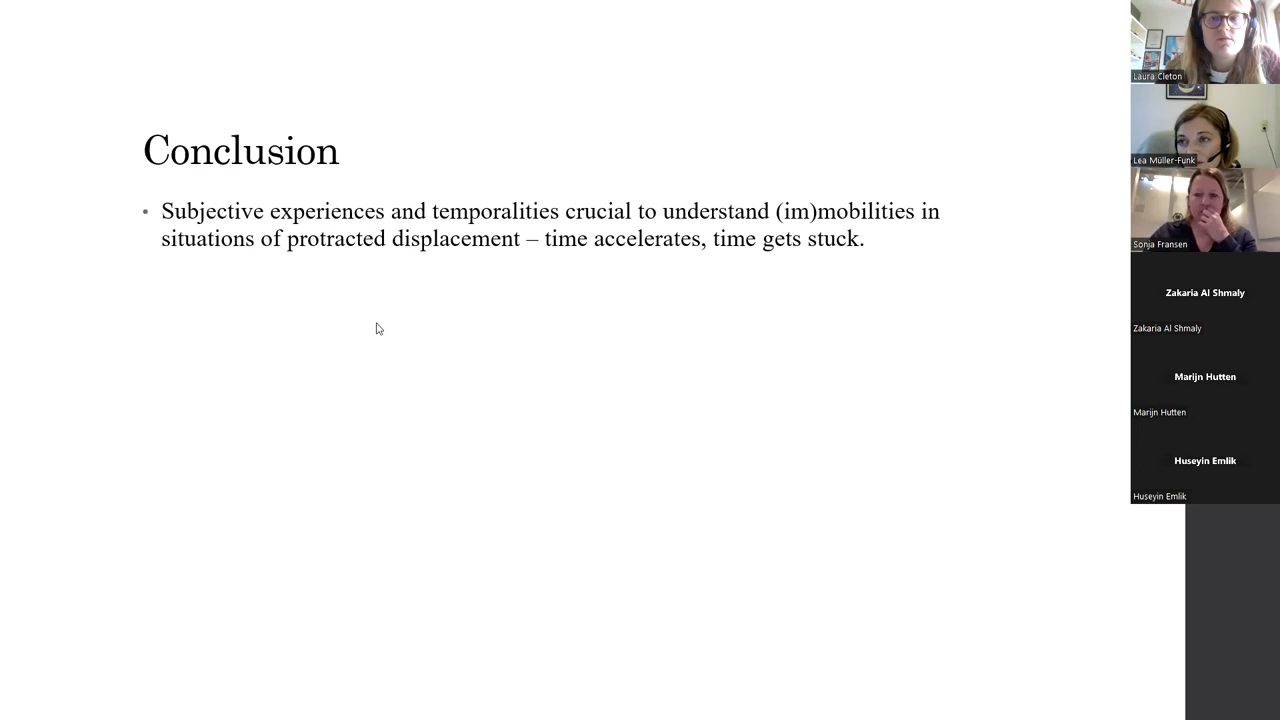 Conclusion
• Subjective experiences and temporalities crucial to understand (im)mobilities in
situations of protracted displacement – time accelerates, time gets stuck.
Laura Cleton
Lea Müller-Funk
Sonja Fransen
Zakaria Al Shmaly
Zakaria Al Shmaly
Marijn Hutten
Marijn Hutten
Huseyin Emlik
Huseyin Emlik